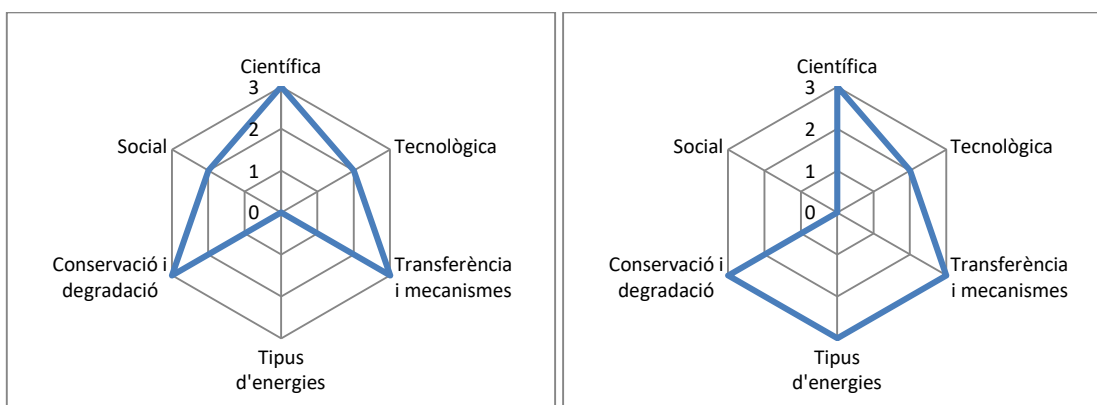 Científica
3
2
1
0
Social
Tecnològica
Conservació i
degradació
Transferència
i mecanismes
Tipus
d'energies
Científica
3
2
1
0
Social
Tecnològica
Conservació i
degradació
Transferència
i mecanismes
Tipus
d'energies